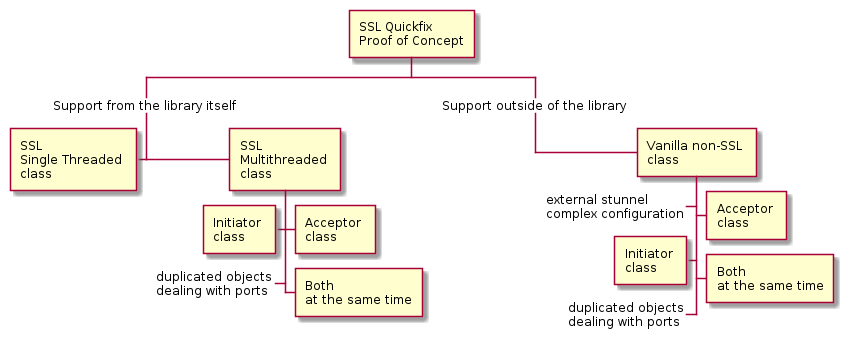 SSL Quickfix
Proof of Concept
Support from the library itself
Support outside of the library
SSL
Single Threaded
class
SSL
Multithreaded
class
Vanilla non-SSL
class
Initiator
class
Acceptor
class
duplicated objects
dealing with ports
Both
at the same time
external stunnel
complex configuration
Acceptor
class
Initiator
class
Both
at the same time
duplicated objects
dealing with ports